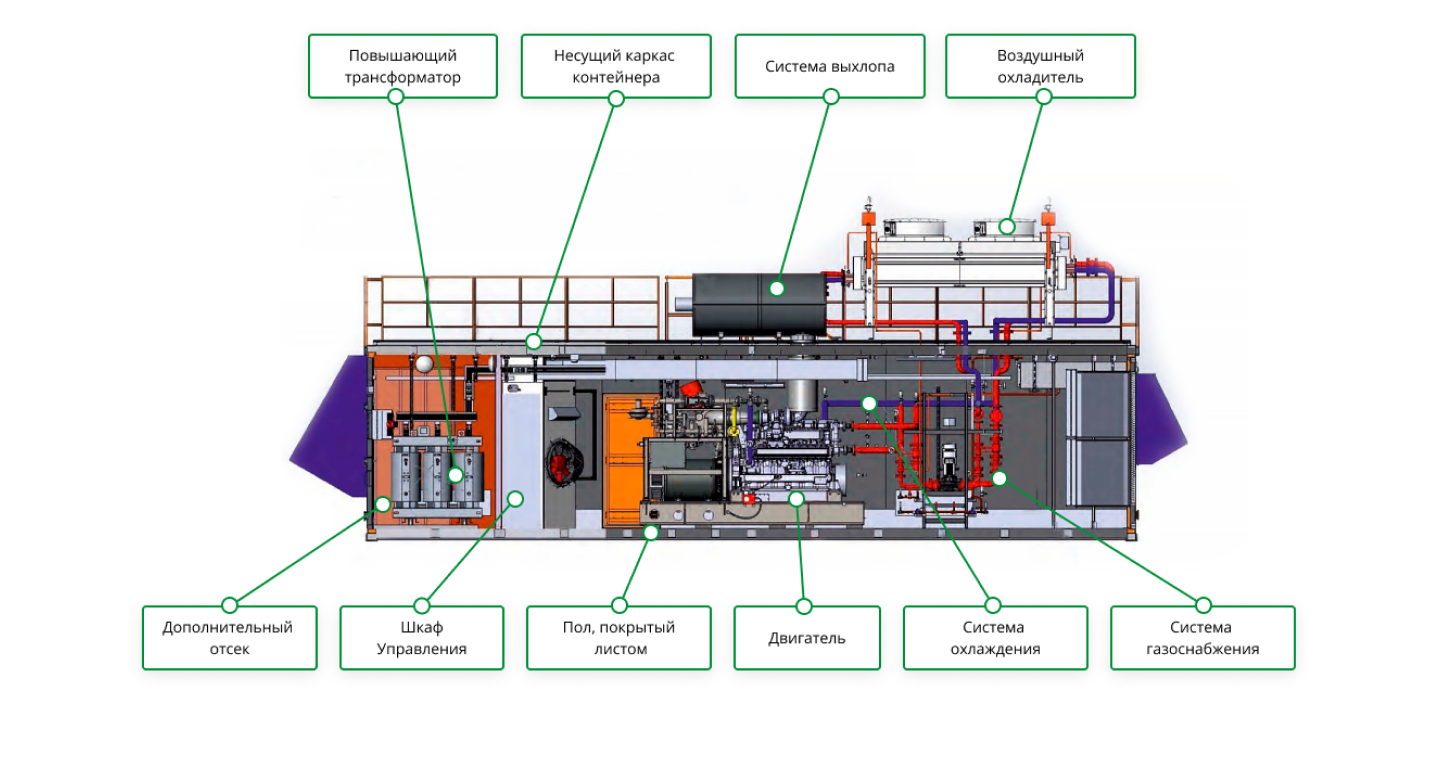 Повышающий
трансформатор
Несущий каркас
контейнера
Система выхлопа
Воздушный
охладитель
Дополнительный
отсек
Шкаф
Управления
Пол, покрытый
листом
Двигатель
Система
охлаждения
Система
газоснабжения